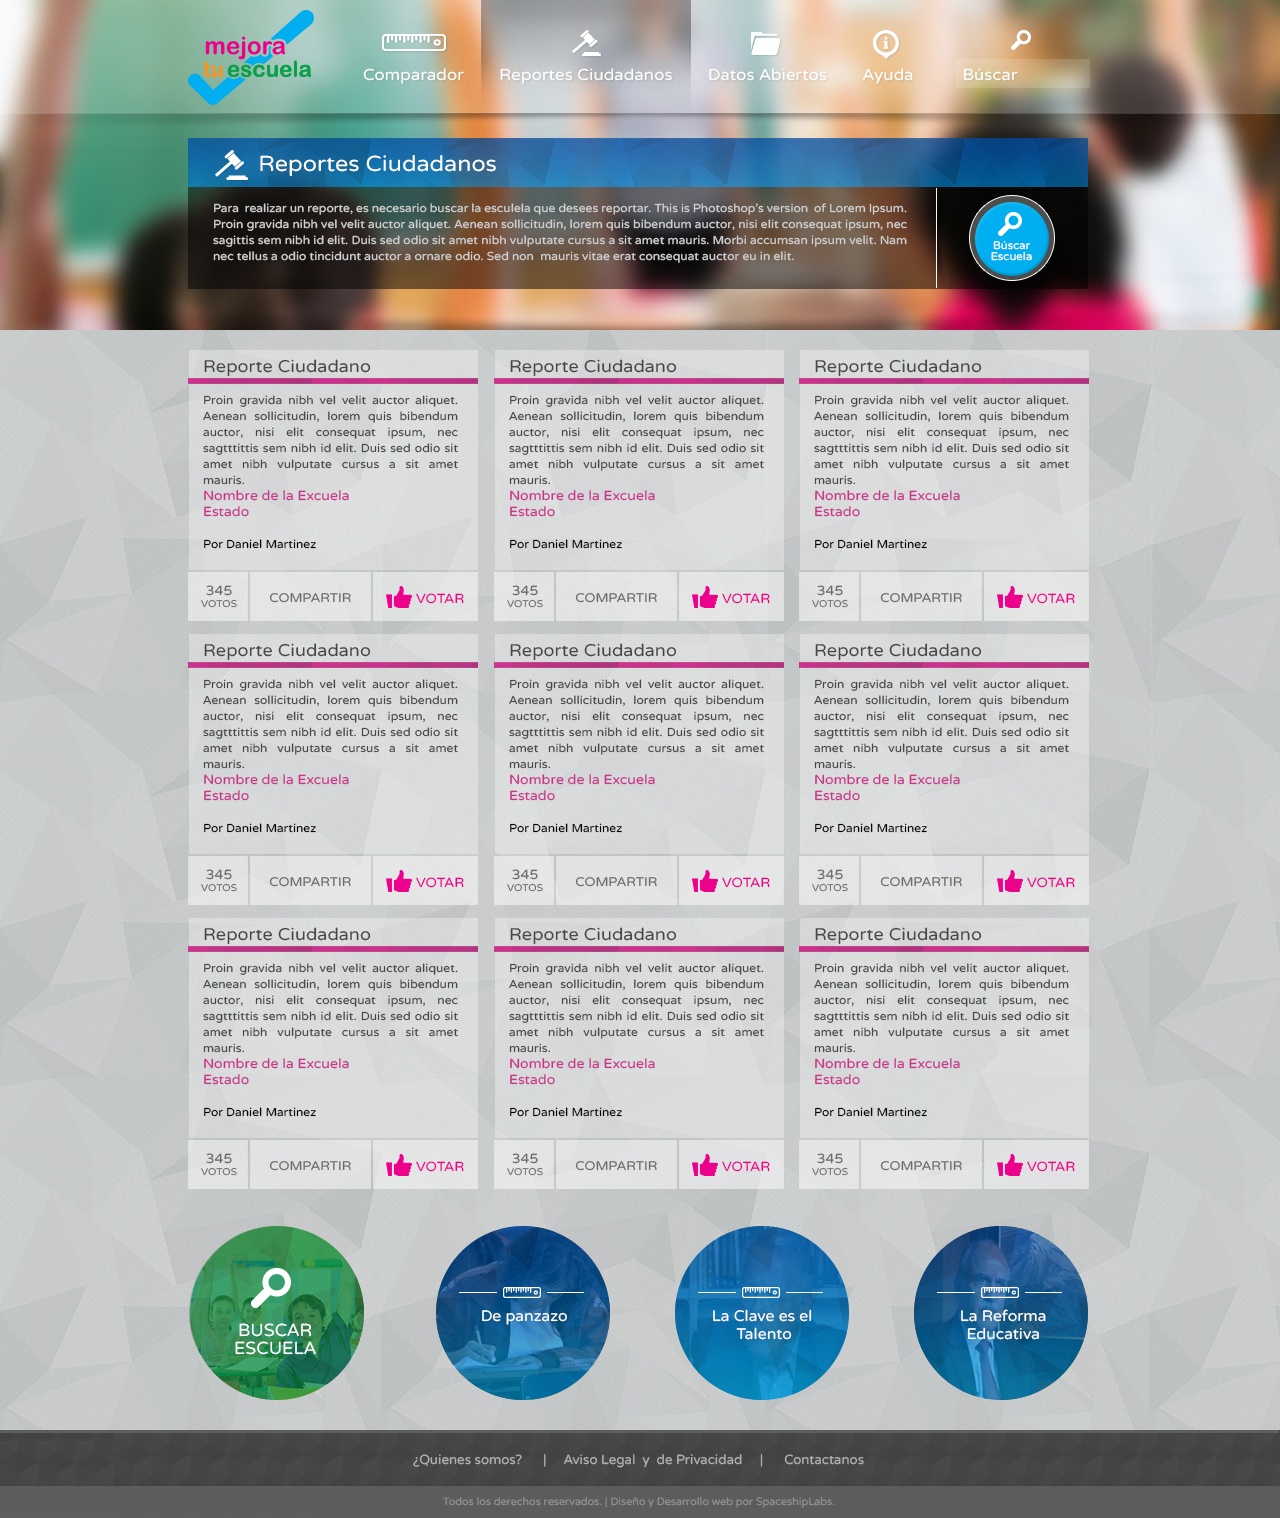 mejora
tu escuela
Comparador
Reportes Ciudadanos
Datos Abiertos
Ayuda
Búscar
Reportes Ciudadanos
Para realizar un reporte, es necesario buscar la esculela que desees reportar. This is Photoshop's version of Lorem Ipsum.
Proin gravida nibh vel velit auctor aliquet. Aenean sollicitudin, lorem quis bibendum auctor, nisi elit consequat ipsum, nec
sagittis sem nibh id elit. Duis sed odio sit amet nibh vulputate cursus a sit amet mauris. Morbi accumsan ipsum velit. Nam
nec tellus a odio tincidunt auctor a ornare odio. Sed non mauris vitae erat consequat auctor eu in elit.
Búscar
Escuela
Reporte Ciudadano
Proin gravida nibh vel velit auctor aliquet.
Aenean sollicitudin, lorem quis bibendum
auctor, nisi elit consequat ipsum, nec
sagtttittis sem nibh id elit. Duis sed odio sit
amet nibh vulputate cursus a sit amet
mauris.
Nombre de la Excuela
Estado
Por Daniel Martinez
345
VOTOS
COMPARTIR
VOTAR
Reporte Ciudadano
Proin gravida nibh vel velit auctor aliquet.
Aenean sollicitudin, lorem quis bibendum
auctor, nisi elit consequat ipsum, nec
sagtttittis sem nibh id elit. Duis sed odio sit
amet nibh vulputate cursus a sit amet
mauris.
Nombre de la Excuela
Estado
Por Daniel Martinez
345
VOTOS
COMPARTIR
VOTAR
Reporte Ciudadano
Proin gravida nibh vel velit auctor aliquet.
Aenean sollicitudin, lorem quis bibendum
auctor, nisi elit consequat ipsum, nec
sagtttittis sem nibh id elit. Duis sed odio sit
amet nibh vulputate cursus a sit amet
mauris.
Nombre de la Excuela
Estado
Por Daniel Martinez
345
VOTOS
COMPARTIR
VOTAR
Reporte Ciudadano
Proin gravida nibh vel velit auctor aliquet.
Aenean sollicitudin, lorem quis bibendum
auctor, nisi elit consequat ipsum, nec
sagtttittis sem nibh id elit. Duis sed odio sit
amet nibh vulputate cursus a sit amet
mauris.
Nombre de la Excuela
Estado
Por Daniel Martinez
345
VOTOS
COMPARTIR
VOTAR
Reporte Ciudadano
Proin gravida nibh vel velit auctor aliquet.
Aenean sollicitudin, lorem quis bibendum
auctor, nisi elit consequat ipsum, nec
sagtttittis sem nibh id elit. Duis sed odio sit
amet nibh vulputate cursus a sit amet
mauris.
Nombre de la Excuela
Estado
Por Daniel Martinez
345
VOTOS
COMPARTIR
VOTAR
Reporte Ciudadano
Proin gravida nibh vel velit auctor aliquet.
Aenean sollicitudin, lorem quis bibendum
auctor, nisi elit consequat ipsum, nec
sagtttittis sem nibh id elit. Duis sed odio sit
amet nibh vulputate cursus a sit amet
mauris.
Nombre de la Excuela
Estado
Por Daniel Martinez
345
VOTOS
COMPARTIR
VOTAR
Reporte Ciudadano
Proin gravida nibh vel velit auctor aliquet.
Aenean sollicitudin, lorem quis bibendum
auctor, nisi elit consequat ipsum, nec
sagtttittis sem nibh id elit. Duis sed odio sit
amet nibh vulputate cursus a sit amet
mauris.
Nombre de la Excuela
Estado
Por Daniel Martinez
345
VOTOS
COMPARTIR
VOTAR
Reporte Ciudadano
Proin gravida nibh vel velit auctor aliquet.
Aenean sollicitudin, lorem quis bibendum
auctor, nisi elit consequat ipsum, nec
sagtttittis sem nibh id elit. Duis sed odio sit
amet nibh vulputate cursus a sit amet
mauris.
Nombre de la Excuela
Estado
Por Daniel Martinez
345
VOTOS
COMPARTIR
VOTAR
Reporte Ciudadano
Proin gravida nibh vel velit auctor aliquet.
Aenean sollicitudin, lorem quis bibendum
auctor, nisi elit consequat ipsum, nec
sagtttittis sem nibh id elit. Duis sed odio sit
amet nibh vulputate cursus a sit amet
mauris.
Nombre de la Excuela
Estado
Por Daniel Martinez
345
VOTOS
COMPARTIR
VOTAR
BUSCAR
ESCUELA
De panzazo
La Clave es el
Talento
La Reforma
Educativa
¿Quienes somos? | Aviso Legal y de Privacidad | Contactanos
Todos los derechos reservados. | Diseño y Desarrollo web por SpaceshipLabs.